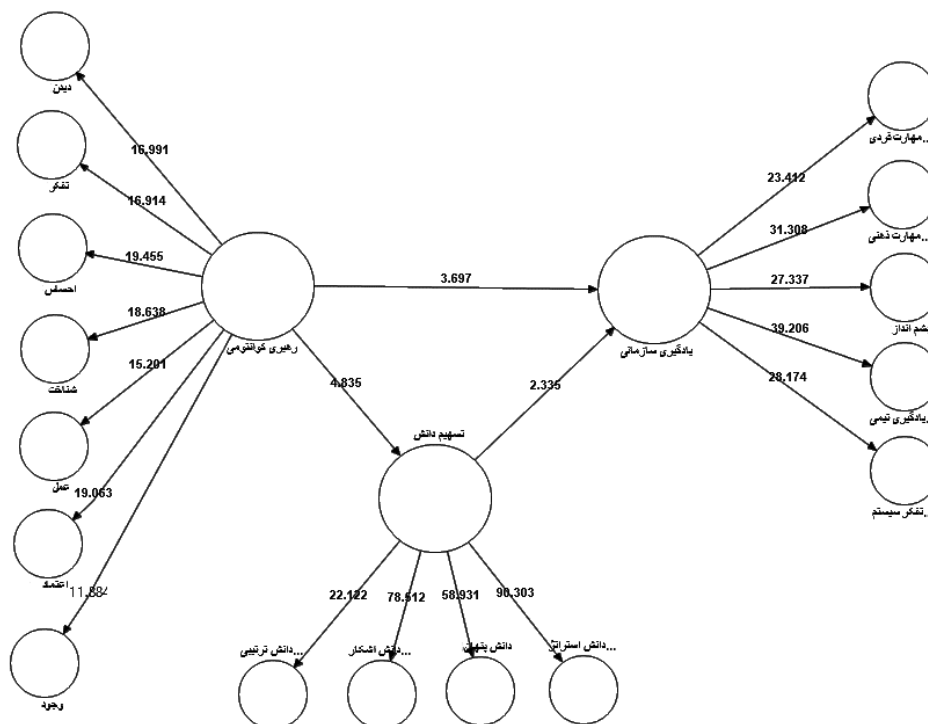 دیدن
16.991
تفکر
16.914
احساس
19.455
شناخت
18.638
عمل
15.201
اعتماد
19.063
وجود
11.884
رهبری کوانتومی
3.697
4.835
2.335
یادگیری سازمانی
تسهیم دانش
23.412
مهارت فردی...
31.308
مهارت ذهنی...
27.337
چشم انداز
39.206
یادگیری تیمی
28.174
تفکر سیستم...
22.122
78.512
58.931
90.303
دانش ترتیبی...
دانش اشکار...
دانش پنهان
دانش استراتژ...